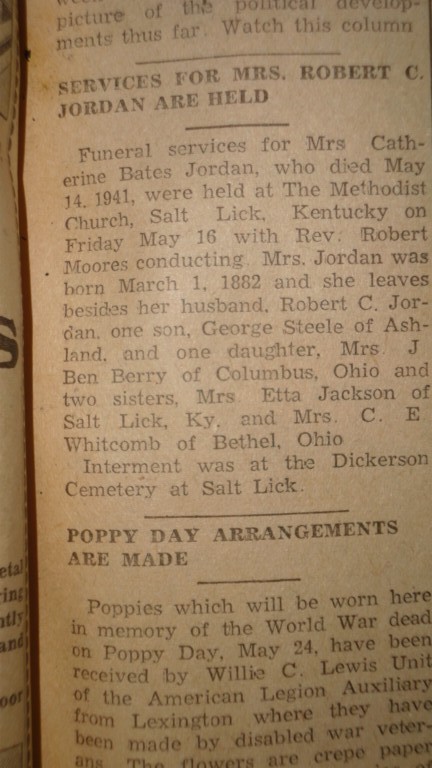 picture of the political develop-
ments thus far. Watch this column
SERVICES FOR MRS. ROBERT C.
JORDAN ARE HELD
Funeral services for Mrs Cath-
erine Bates Jordan, who died May
14, 1941, were held at The Methodist
Church, Salt Lick, Kentucky on
Friday May 16 with Rev. Robert
Moores conducting. Mrs. Jordan was
born March 1, 1882 and she leaves
besides her husband, Robert C. Jor-
dan, one son, George Steele of Ash-
land, and one daughter, Mrs. J
Ben Berry of Columbus, Ohio and
two sisters, Mrs Etta Jackson of
Salt Lick, Ky, and Mrs. C. E
Whitcomb of Bethel, Ohio
Interment was at the Dickerson
Cemetery at Salt Lick.
POPPY DAY ARRANGEMENTS
ARE MADE
Poppies which will be worn here
in memory of the World War dead
on Poppy Day, May 24, have been
received by Willie C. Lewis Unit
of the American Legion Auxiliary
from Lexington where they have
been made by disabled war veter-
ans. The flowers are crepe paper